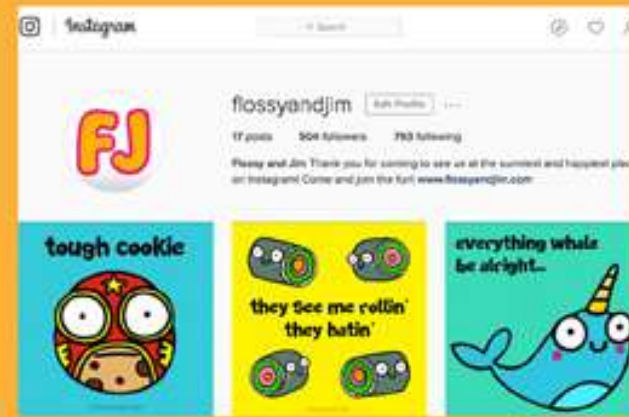 Instagram
Search
flossyandjim Edit Profile
17 posts 504 followers 763 following
Flossy and Jim Thank you for coming to see us at the sunniest and happiest plac
on Instagram! Come and join the fun! www.flossyandjim.com
FJ
tough cookie
they see me rollin'
they hatin'
everything whale
be alright..